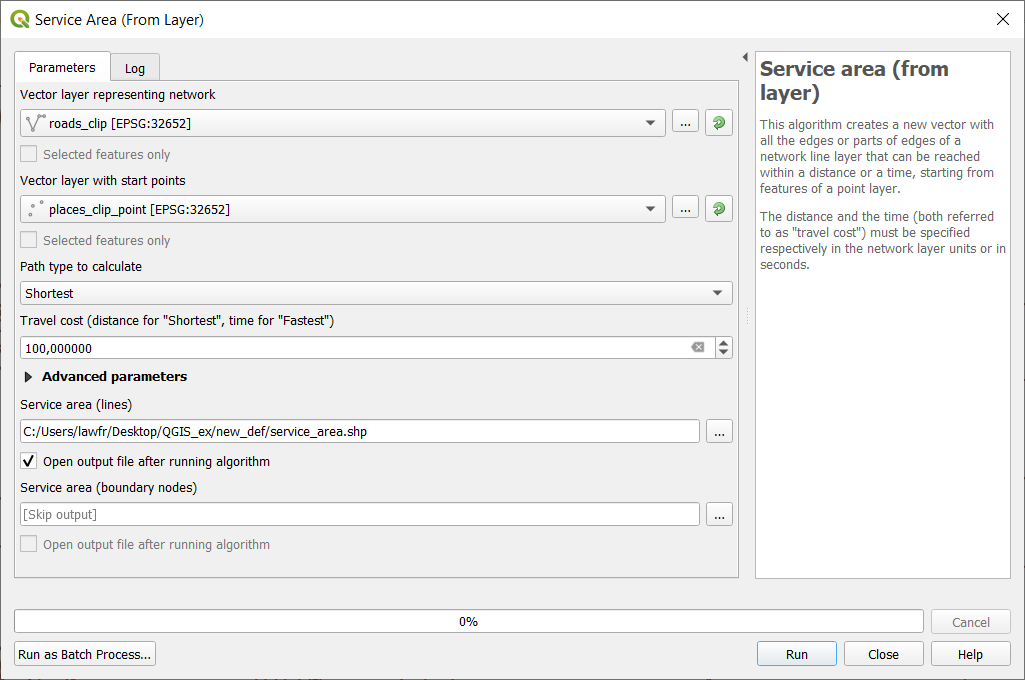 Service Area (From Layer)
Parameters
Log
Vector layer representing network
roads_clip [EPSG:32652]
...
Selected features only
Vector layer with start points
places_clip_point [EPSG:32652]
...
Selected features only
Path type to calculate
Shortest
Travel cost (distance for "Shortest", time for "Fastest")
100,000000
Advanced parameters
Service area (lines)
C:/Users/lawfr/Desktop/QGIS_ex/new_def/service_area.shp
...
Open output file after running algorithm
Service area (boundary nodes)
[Skip output]
...
Open output file after running algorithm
Service area (from
layer)
This algorithm creates a new vector with
all the edges or parts of edges of a
network line layer that can be reached
within a distance or a time, starting from
features of a point layer.
The distance and the time (both referred
to as "travel cost") must be specified
respectively in the network layer units or in
seconds.
0%
Cancel
Run as Batch Process...
Run
Close
Help